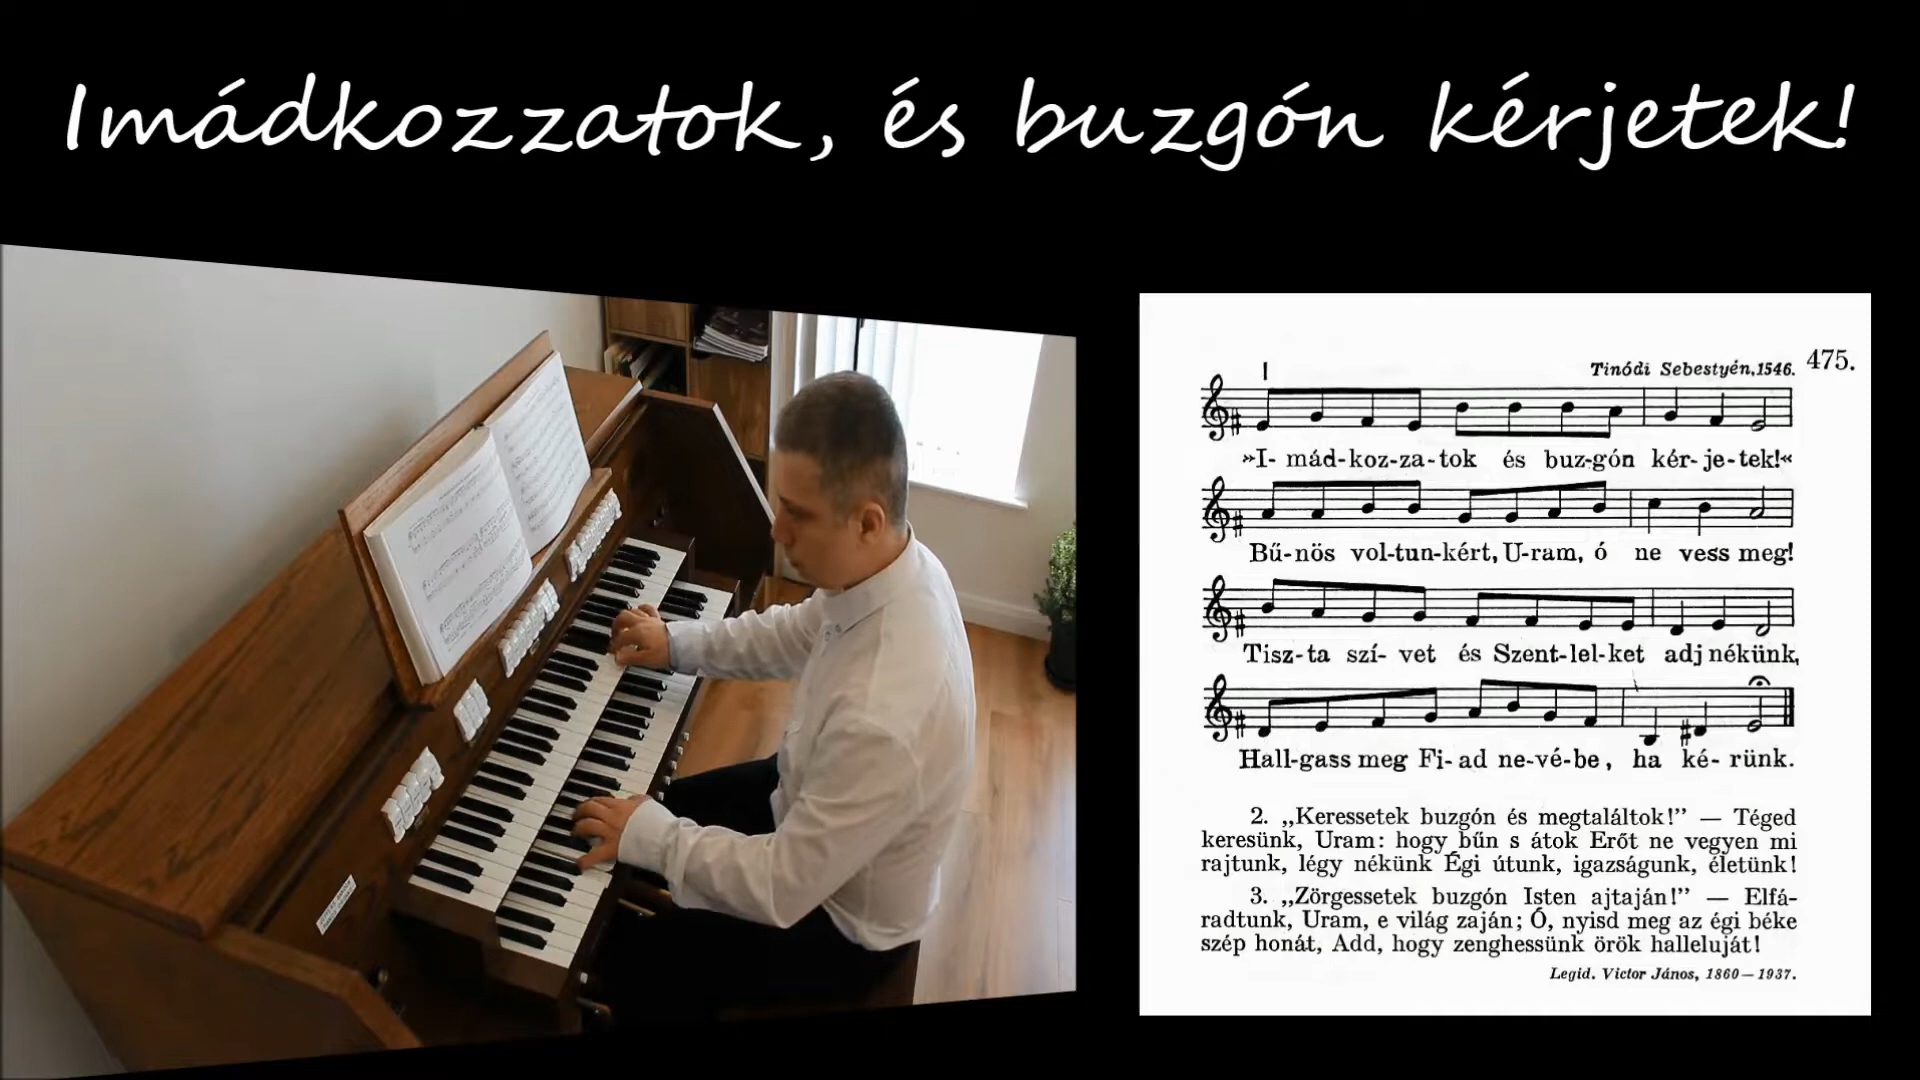 Imádkozzatok, és buzgón kérjetek!
I
Tinódi Sebestyén, 1546. 475.
»I- mád-koz-za-tok és buz-gón kér-je-tek!«
Bű-nös vol-tun-kért, U-ram, ó ne vess meg!
Tisz-ta szí- vet és Szent-lel-ket adj nékünk,
Hall-gass meg Fi-ad ne-vé-be, ha ké-rünk.
2. „Keressetek buzgón és megtaláltok!” — Téged
keresünk, Uram: hogy bűn s átok Erőt ne vegyen mi
rajtunk, légy nékünk Égi útunk, igazságunk, életünk!
3. „Zörgessetek buzgón Isten ajtaján!” — Elfá-
radtunk, Uram, e világ zaján; Ó, nyisd meg az égi béke
szép honát, Add, hogy zenghessünk örök halleluját!
Legid. Victor János, 1860—1937.